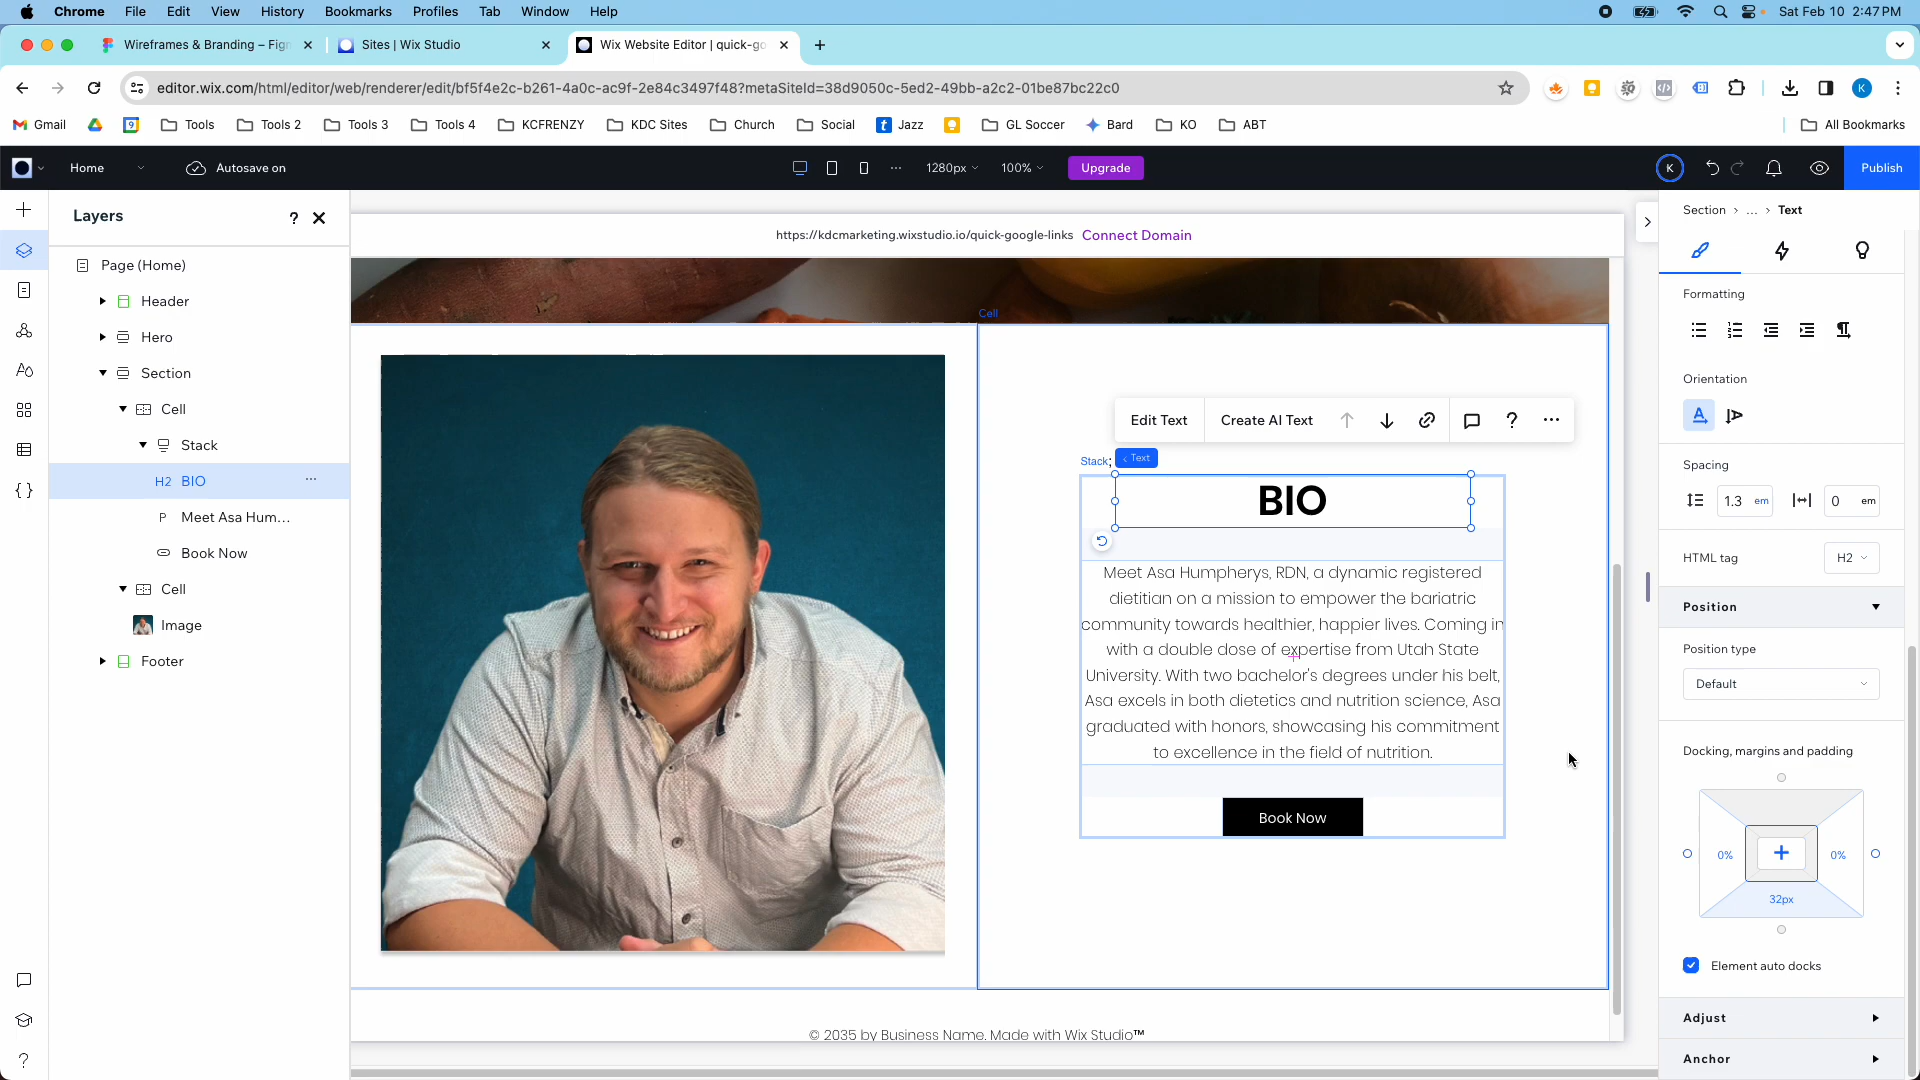 Chrome File Edit View History Bookmarks Profiles Tab Window Help Sat Feb 10 2:47 PM
Wireframes & Branding – Fig Sites | Wix Studio Wix Website Editor | quick-go
editor.wix.com/html/editor/web/renderer/edit/bf5f4e2c-b261-4a0c-ac9f-2e84c3497f48?metaSiteId=38d9050c-5ed2-49bb-a2c2-01be87bc22c0 K
Gmail Tools Tools 2 Tools 3 Tools 4 KCFRENZY KDC Sites Church Social Jazz GL Soccer Bard KO ABT All Bookmarks
Home Autosave on 1280px 100% Upgrade K Publish
Layers ?
Page (Home)
Header
Hero
Section
Cell
Stack
H2 BIO
P Meet Asa Hum...
Book Now
Cell
Image
Footer
https://kdcmarketing.wixstudio.io/quick-google-links Connect Domain
Cell
Edit Text Create AI Text ?
Stack; < Text
BIO
Meet Asa Humpherys, RDN, a dynamic registered
dietitian on a mission to empower the bariatric
community towards healthier, happier lives. Coming in
with a double dose of expertise from Utah State
University. With two bachelor's degrees under his belt,
Asa excels in both dietetics and nutrition science, Asa
graduated with honors, showcasing his commitment
to excellence in the field of nutrition.
Book Now
© 2035 by Business Name. Made with Wix Studio™
Section > ... > Text
Formatting
Orientation
Spacing
1.3 em 0 em
HTML tag H2
Position
Position type
Default
Docking, margins and padding
0% 0%
32px
Element auto docks
Adjust
Anchor